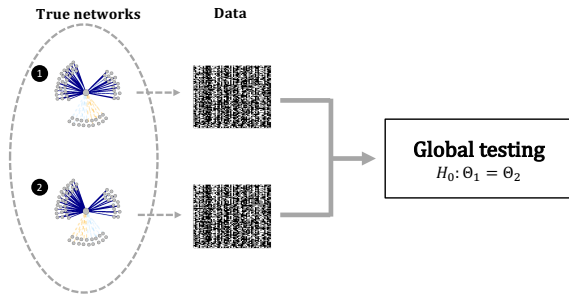 True networks
Data
1
2
Global testing
H₀: Θ₁ = Θ₂